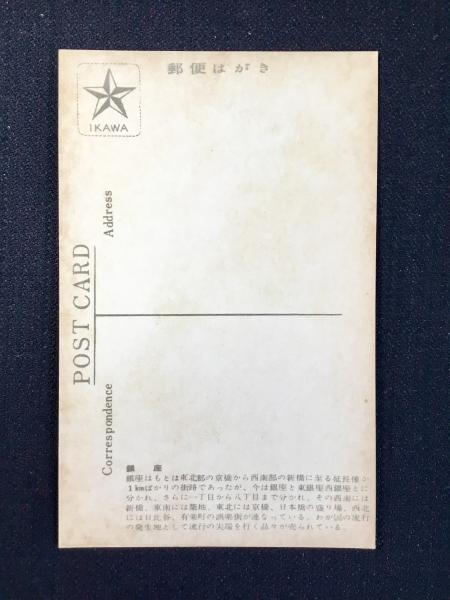 郵便はがき
IKAWA
POST CARD
Address
Correspondence
銀座
銀座はもとは東北部の京橋から西南部の新橋に至る延長僅か
1kmばかりの街路であったが、今は銀座と東銀座西銀座とに
分かれ、さらに一丁目から八丁目まで分かれ、その西南には
新橋、東南には築地、東北には京橋、日本橋の盛り場、西北
には日比谷、有楽町の娯楽街が連なっている。わが国の流行
の発生地として流行の尖端を行く品々が売られている。